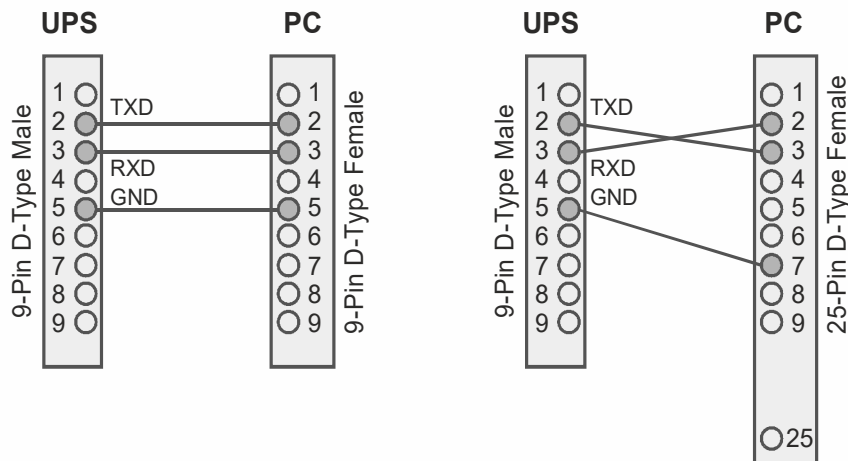 UPS PC
9-Pin D-Type Male
1 1
TXD
2 2
3 3
RXD
4 4
GND
5 5
6 6
7 7
8 8
9 9
9-Pin D-Type Female
UPS PC
9-Pin D-Type Male
1 1
TXD
2 2
3 3
RXD
4 4
GND
5 5
6 6
7 7
8 8
9 9
25
25-Pin D-Type Female